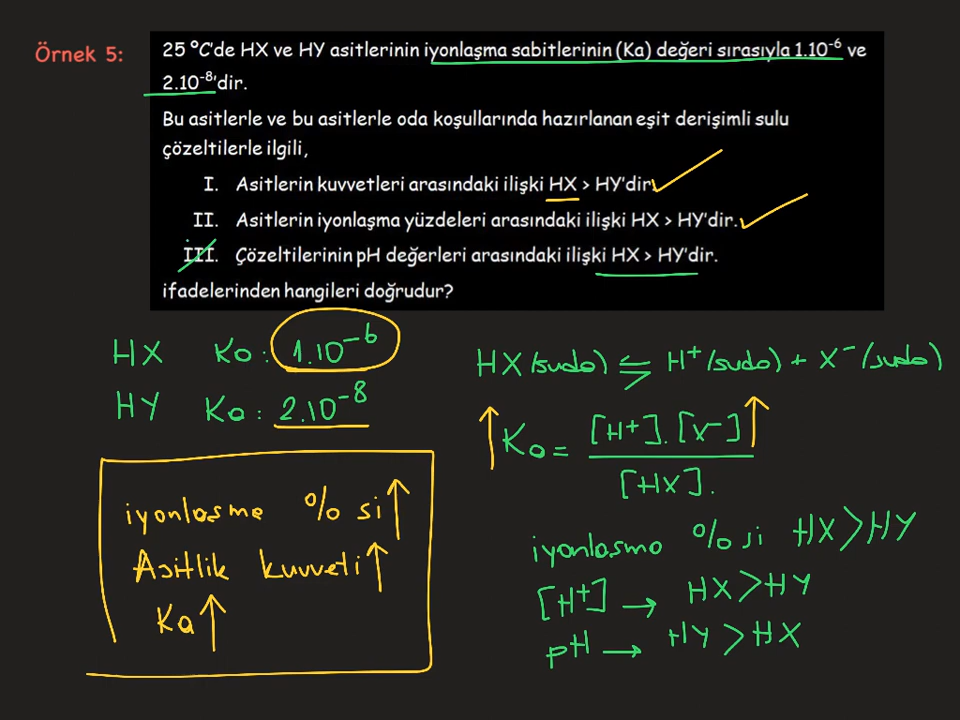 Örnek 5:
25 °C'de HX ve HY asitlerinin iyonlaşma sabitlerinin (Ka) değeri sırasıyla 1.10⁻⁶ ve
2.10⁻⁸'dir.
Bu asitlerle ve bu asitlerle oda koşullarında hazırlanan eşit derişimli sulu
çözeltilerle ilgili,
I. Asitlerin kuvvetleri arasındaki ilişki HX > HY'dir.
II. Asitlerin iyonlaşma yüzdeleri arasındaki ilişki HX > HY'dir.
III. Çözeltilerinin pH değerleri arasındaki ilişki HX > HY'dir.
ifadelerinden hangileri doğrudur?
HX Ka: 1.10⁻⁶
HY Ka: 2.10⁻⁸
iyonlaşma % si ↑
Asitlik kuvveti ↑
Ka ↑
HX(suda) ⇋ H⁺(suda) + X⁻(suda)
↑ Ka = [H⁺].[X⁻] ↑
[HX].
iyonlaşma % si HX > HY
[H⁺] → HX > HY
pH → HY > HX